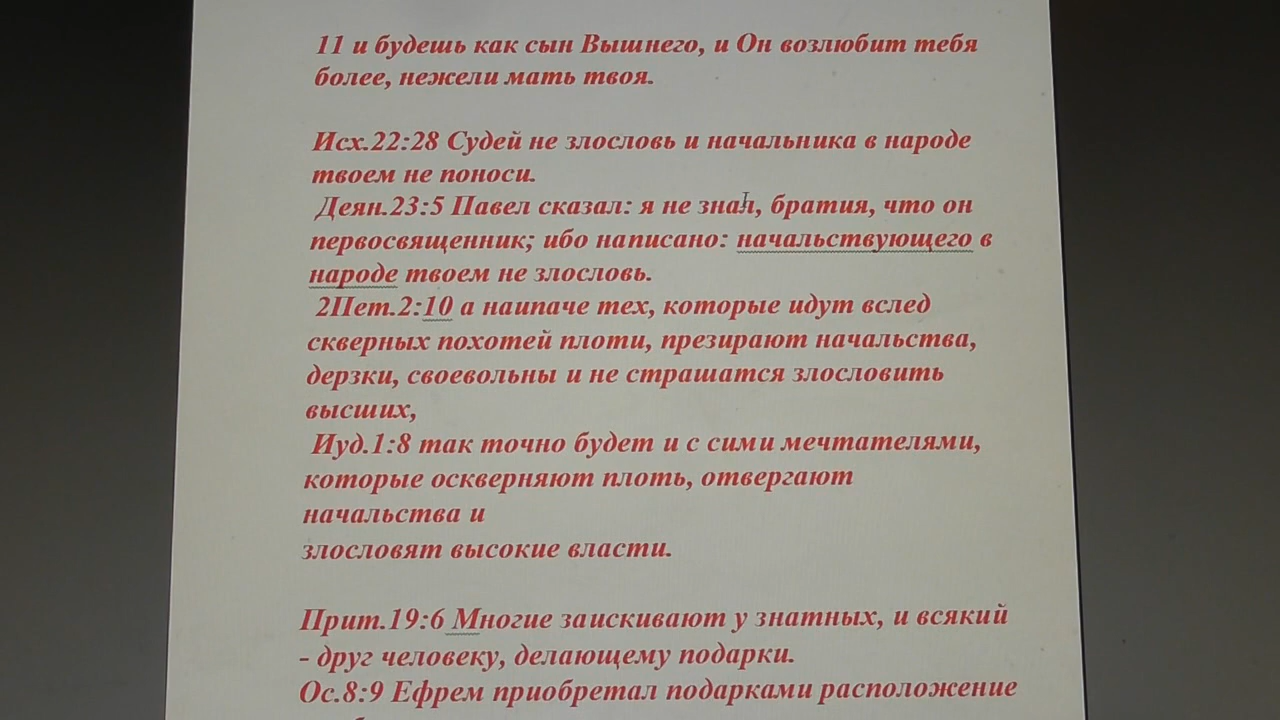 11 и будешь как сын Вышнего, и Он возлюбит тебя
более, нежели мать твоя.
Исх.22:28 Судей не злословь и начальника в народе
твоем не поноси.
Деян.23:5 Павел сказал: я не знал, братия, что он
первосвященник; ибо написано: начальствующего в
народе твоем не злословь.
2Пет.2:10 а наипаче тех, которые идут вслед
скверных похотей плоти, презирают начальства,
дерзки, своевольны и не страшатся злословить
высших,
Иуд.1:8 так точно будет и с сими мечтателями,
которые оскверняют плоть, отвергают
начальства и
злословят высокие власти.
Прит.19:6 Многие заискивают у знатных, и всякий
- друг человеку, делающему подарки.
Ос.8:9 Ефрем приобретал подарками расположение